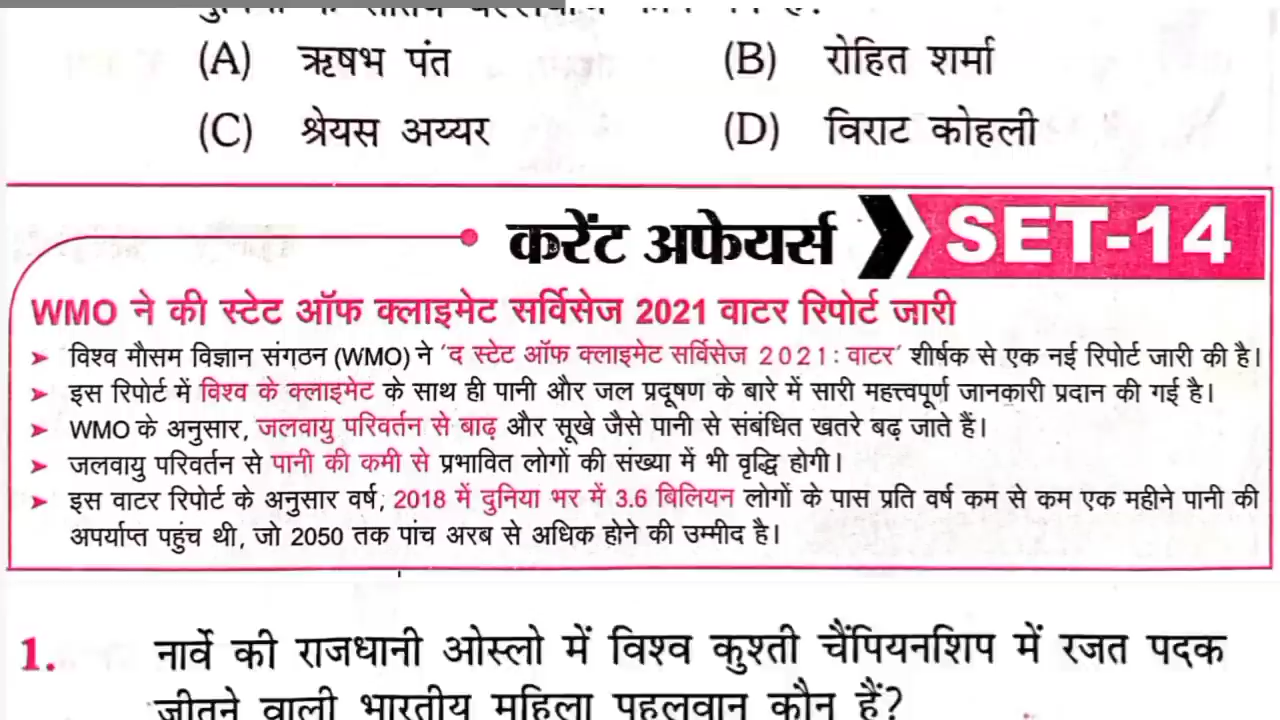 (A) ऋषभ पंत (B) रोहित शर्मा
(C) श्रेयस अय्यर (D) विराट कोहली
करेंट अफेयर्स SET-14
WMO ने की स्टेट ऑफ क्लाइमेट सर्विसेज 2021 वाटर रिपोर्ट जारी
➤ विश्व मौसम विज्ञान संगठन (WMO) ने 'द स्टेट ऑफ क्लाइमेट सर्विसेज 2021: वाटर' शीर्षक से एक नई रिपोर्ट जारी की है।
➤ इस रिपोर्ट में विश्व के क्लाइमेट के साथ ही पानी और जल प्रदूषण के बारे में सारी महत्त्वपूर्ण जानकारी प्रदान की गई है।
➤ WMO के अनुसार, जलवायु परिवर्तन से बाढ़ और सूखे जैसे पानी से संबंधित खतरे बढ़ जाते हैं।
➤ जलवायु परिवर्तन से पानी की कमी से प्रभावित लोगों की संख्या में भी वृद्धि होगी।
➤ इस वाटर रिपोर्ट के अनुसार वर्ष, 2018 में दुनिया भर में 3.6 बिलियन लोगों के पास प्रति वर्ष कम से कम एक महीने पानी की
अपर्याप्त पहुंच थी, जो 2050 तक पांच अरब से अधिक होने की उम्मीद है।
1. नार्वे की राजधानी ओस्लो में विश्व कुश्ती चैंपियनशिप में रजत पदक
जीतने वाली भारतीय महिला पहलवान कौन हैं?